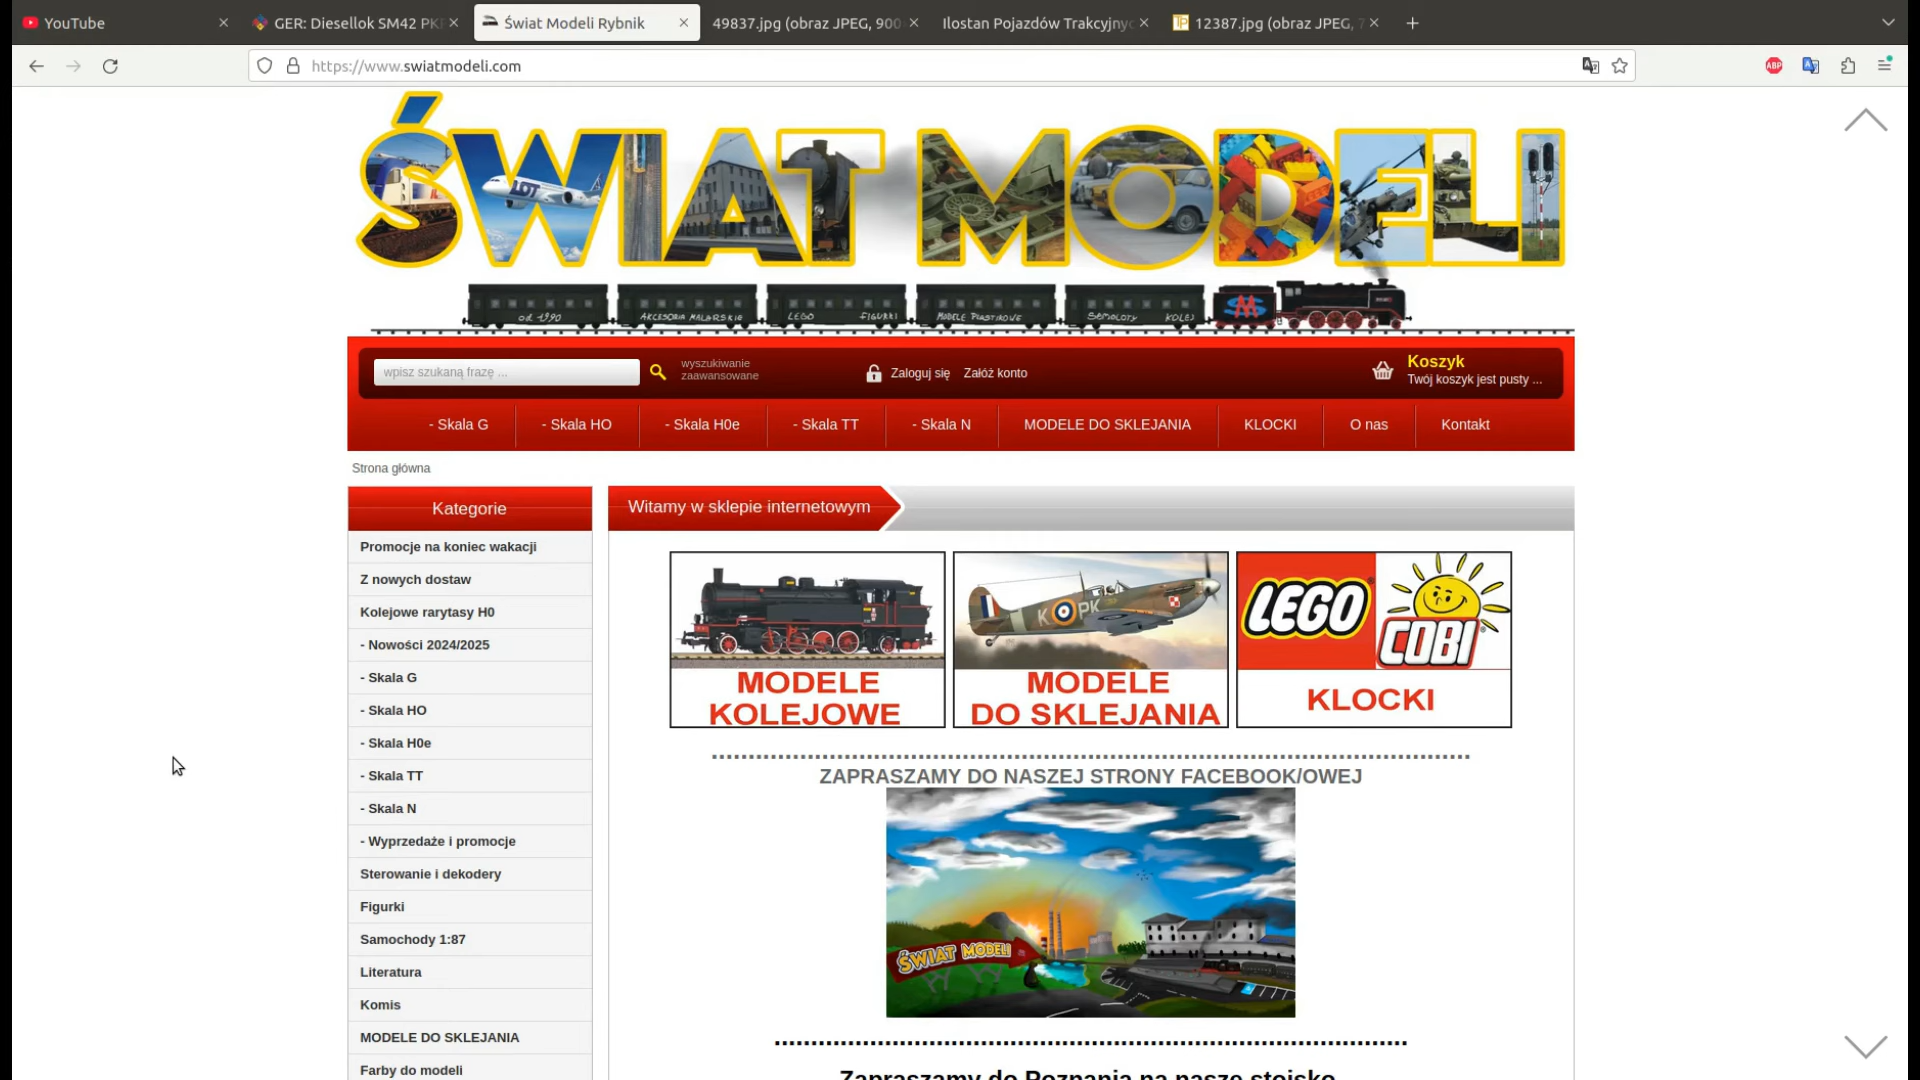 YouTube
GER: Diesellok SM42 PK
Świat Modeli Rybnik
49837.jpg (obraz JPEG, 900
Ilostan Pojazdów Trakcyjny
12387.jpg (obraz JPEG, 7
https://www.swiatmodeli.com
ABP
ŚWIAT MODELI
LOT
od 1990
AKCESORIA MALARSKIE
LEGO FIGURKI
MODELE PLASTIKOWE
SAMOLOTY KOLEJ
SM
wpisz szukaną frazę ...
wyszukiwanie
zaawansowane
Zaloguj się
Załóż konto
Koszyk
Twój koszyk jest pusty ...
- Skala G
- Skala HO
- Skala H0e
- Skala TT
- Skala N
MODELE DO SKLEJANIA
KLOCKI
O nas
Kontakt
Strona główna
Kategorie
Promocje na koniec wakacji
Z nowych dostaw
Kolejowe rarytasy H0
- Nowości 2024/2025
- Skala G
- Skala HO
- Skala H0e
- Skala TT
- Skala N
- Wyprzedaże i promocje
Sterowanie i dekodery
Figurki
Samochody 1:87
Literatura
Komis
MODELE DO SKLEJANIA
Farby do modeli
Witamy w sklepie internetowym
MODELE
KOLEJOWE
K PK
MODELE
DO SKLEJANIA
LEGO
COBI
KLOCKI
ZAPRASZAMY DO NASZEJ STRONY FACEBOOK/OWEJ
ŚWIAT MODELI
Zapraszamy do Poznania na nasze stoisko